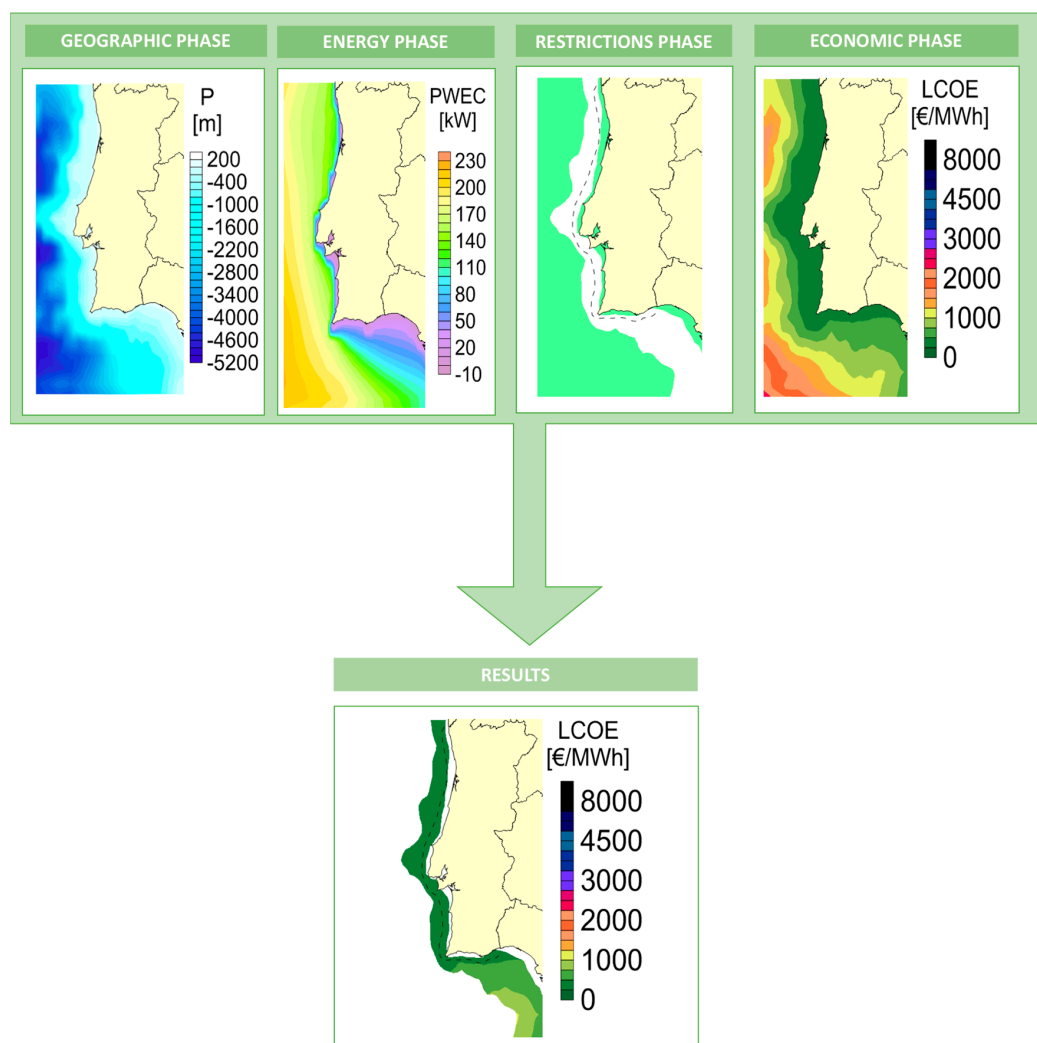 GEOGRAPHIC PHASE
ENERGY PHASE
RESTRICTIONS PHASE
ECONOMIC PHASE
P
[m]
200
-400
-1000
-1600
-2200
-2800
-3400
-4000
-4600
-5200
PWEC
[kW]
230
200
170
140
110
80
50
20
-10
LCOE
[€/MWh]
8000
4500
3000
2000
1000
0
RESULTS
LCOE
[€/MWh]
8000
4500
3000
2000
1000
0